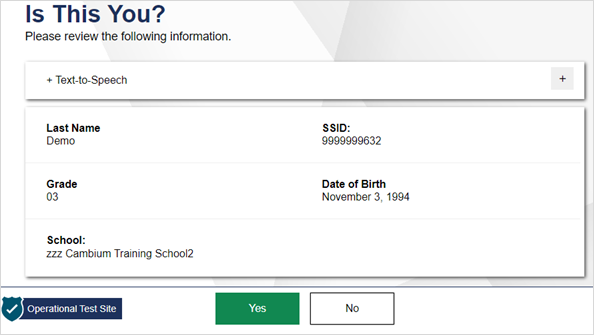 Is This You?
Please review the following information.
+ Text-to-Speech
+
Last Name
Demo
SSID:
9999999632
Grade
03
Date of Birth
November 3, 1994
School:
zzz Cambium Training School2
Operational Test Site
Yes
No